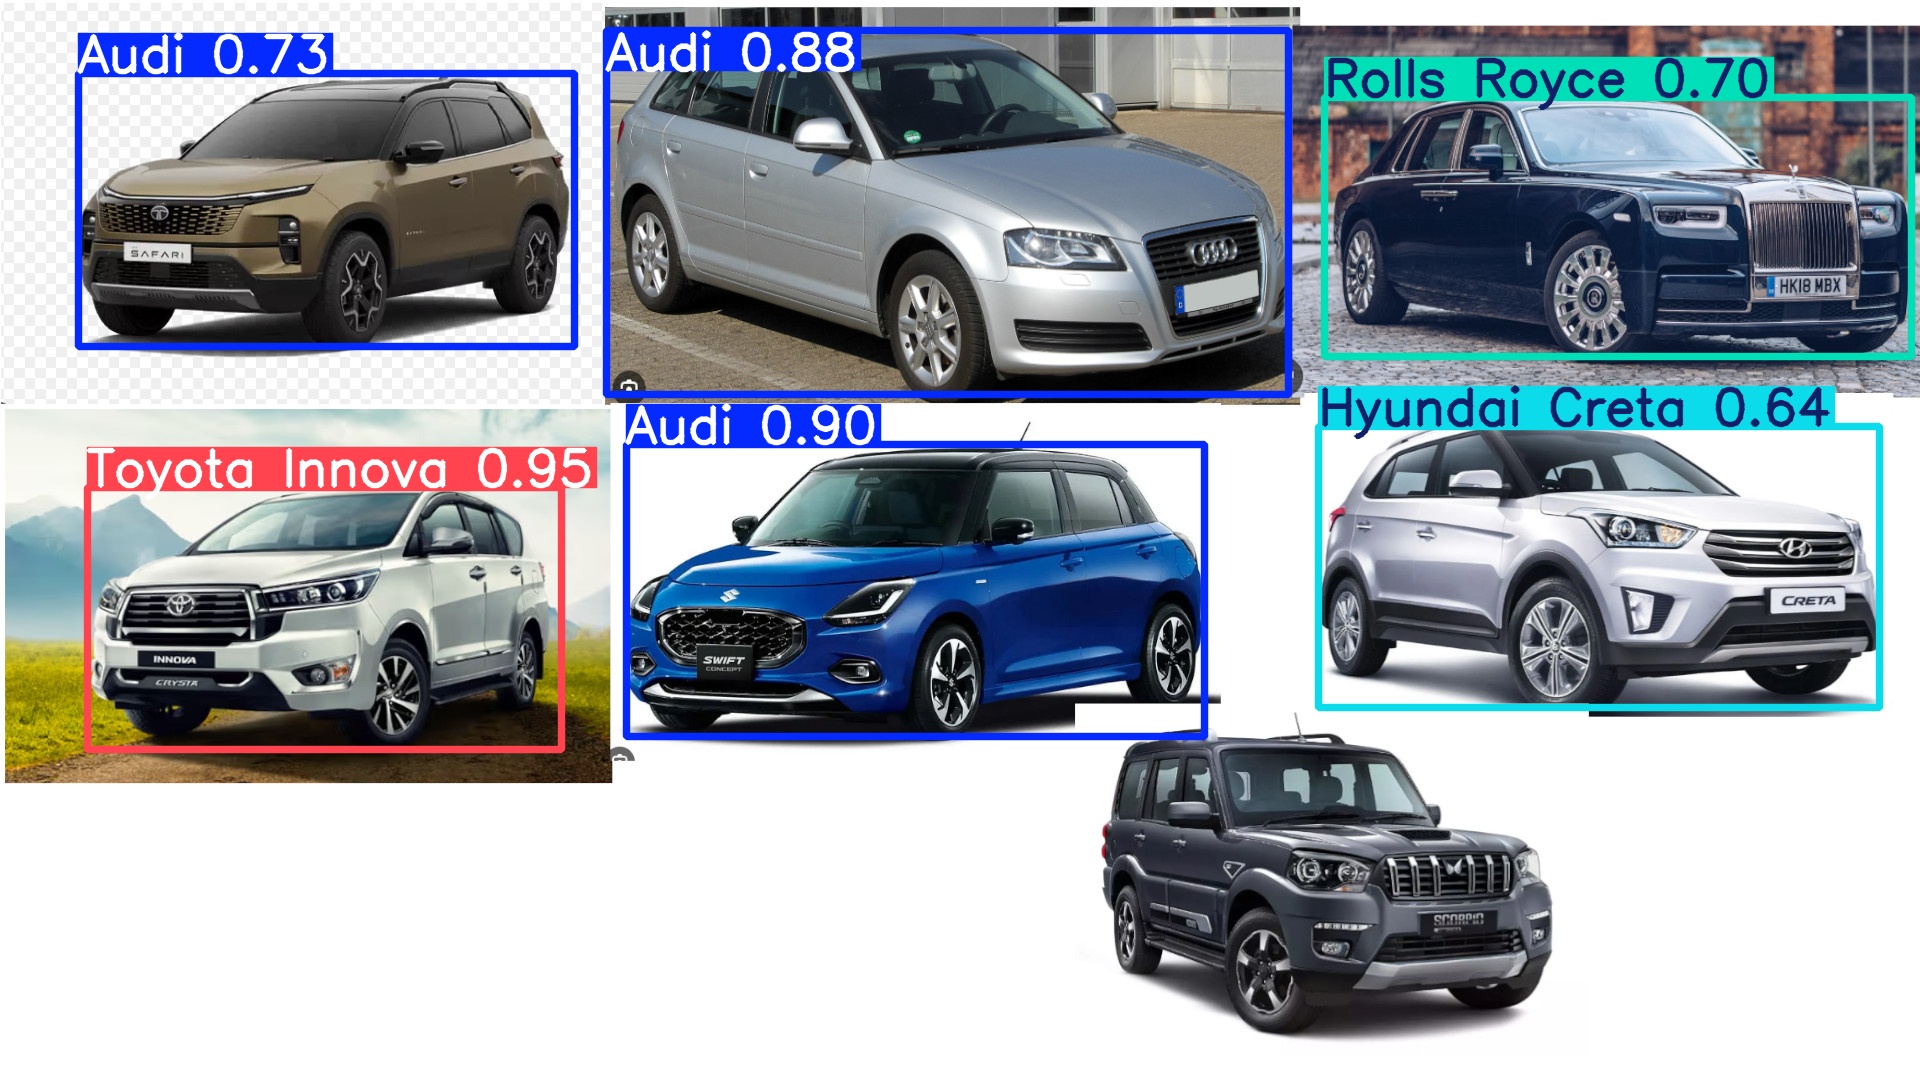 Audi 0.73
Audi 0.88
Rolls Royce 0.70
SAFARI
HK18 MBX
Toyota Innova 0.95
Audi 0.90
Hyundai Creta 0.64
INNOVA
CRYSTA
SWIFT
CONCEPT
CRETA
SCORPIO